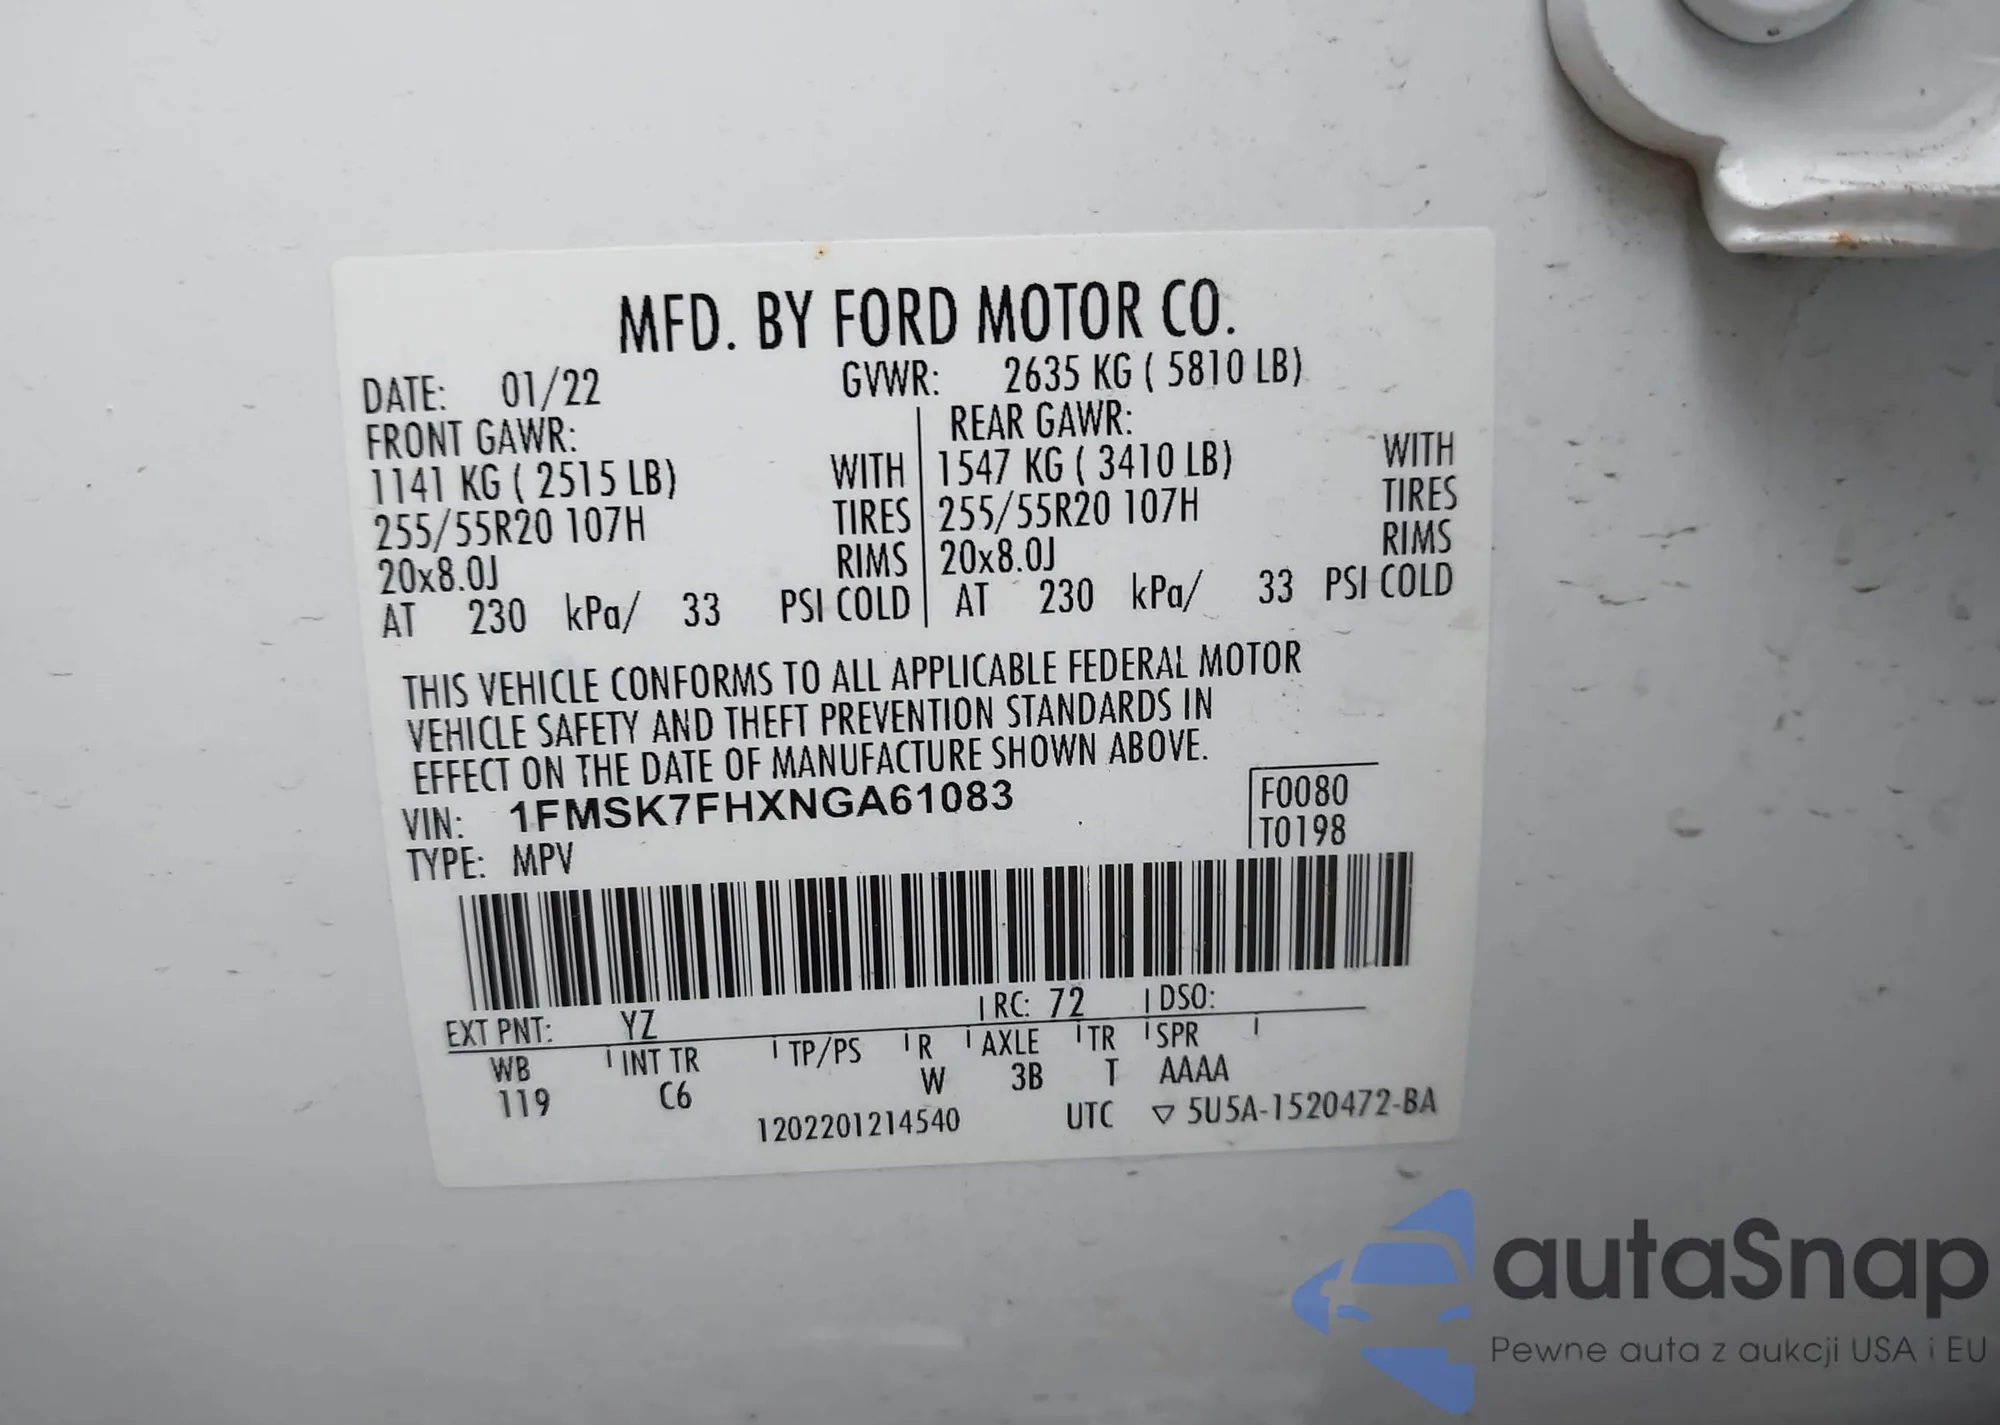 MFD. BY FORD MOTOR CO.
DATE: 01/22 GVWR: 2635 KG ( 5810 LB)
FRONT GAWR: REAR GAWR:
1141 KG ( 2515 LB) WITH 1547 KG ( 3410 LB) WITH
255/55R20 107H TIRES 255/55R20 107H TIRES
20x8.0J RIMS 20x8.0J RIMS
AT 230 kPa/ 33 PSI COLD AT 230 kPa/ 33 PSI COLD
THIS VEHICLE CONFORMS TO ALL APPLICABLE FEDERAL MOTOR
VEHICLE SAFETY AND THEFT PREVENTION STANDARDS IN
EFFECT ON THE DATE OF MANUFACTURE SHOWN ABOVE.
VIN: 1FMSK7FHXNGA61083 F0080
TYPE: MPV T0198
EXT PNT: YZ RC: 72 DSO:
WB INT TR TP/PS R AXLE TR SPR
119 C6 W 3B T AAAA
1202201214540 UTC ▽ 5U5A-1520472-BA
autaSnap
Pewne auta z aukcji USA i EU